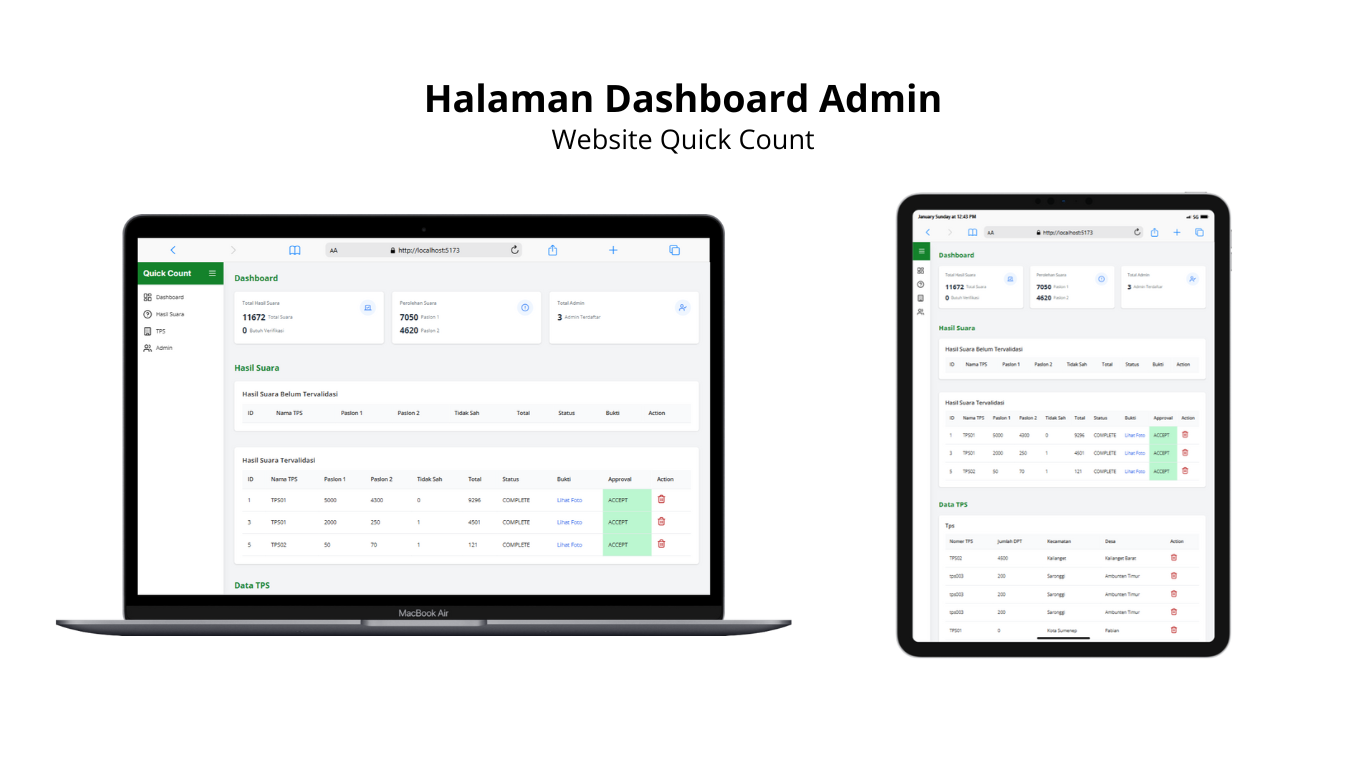 Halaman Dashboard Admin
Website Quick Count
AA http://localhost:5173
Quick Count
Dashboard
Hasil Suara
TPS
Admin
Dashboard
Total Hasil Suara
11672 Total Suara
0 Butuh Verifikasi
Perolehan Suara
7050 Paslon 1
4620 Paslon 2
Total Admin
3 Admin Terdaftar
Hasil Suara
Hasil Suara Belum Tervalidasi
ID Nama TPS Paslon 1 Paslon 2 Tidak Sah Total Status Bukti Action
Hasil Suara Tervalidasi
ID Nama TPS Paslon 1 Paslon 2 Tidak Sah Total Status Bukti Approval Action
1 TPS01 5000 4300 0 9296 COMPLETE Lihat Foto ACCEPT
3 TPS01 2000 250 1 4501 COMPLETE Lihat Foto ACCEPT
5 TPS02 50 70 1 121 COMPLETE Lihat Foto ACCEPT
Data TPS
MacBook Air
January Sunday at 12:43 PM 5G
AA http://localhost:5173
Dashboard
Total Hasil Suara
11672 Total Suara
0 Butuh Verifikasi
Perolehan Suara
7050 Paslon 1
4620 Paslon 2
Total Admin
3 Admin Terdaftar
Hasil Suara
Hasil Suara Belum Tervalidasi
ID Nama TPS Paslon 1 Paslon 2 Tidak Sah Total Status Bukti Action
Hasil Suara Tervalidasi
ID Nama TPS Paslon 1 Paslon 2 Tidak Sah Total Status Bukti Approval Action
1 TPS01 5000 4300 0 9296 COMPLETE Lihat Foto ACCEPT
3 TPS01 2000 250 1 4501 COMPLETE Lihat Foto ACCEPT
5 TPS02 50 70 1 121 COMPLETE Lihat Foto ACCEPT
Data TPS
Tps
Nomer TPS Jumlah DPT Kecamatan Desa Action
TPS02 4600 Kalianget Kalianget Barat
tps003 200 Saronggi Ambunten Timur
tps003 200 Saronggi Ambunten Timur
tps003 200 Saronggi Ambunten Timur
TPS01 0 Kota Sumenep Pabian